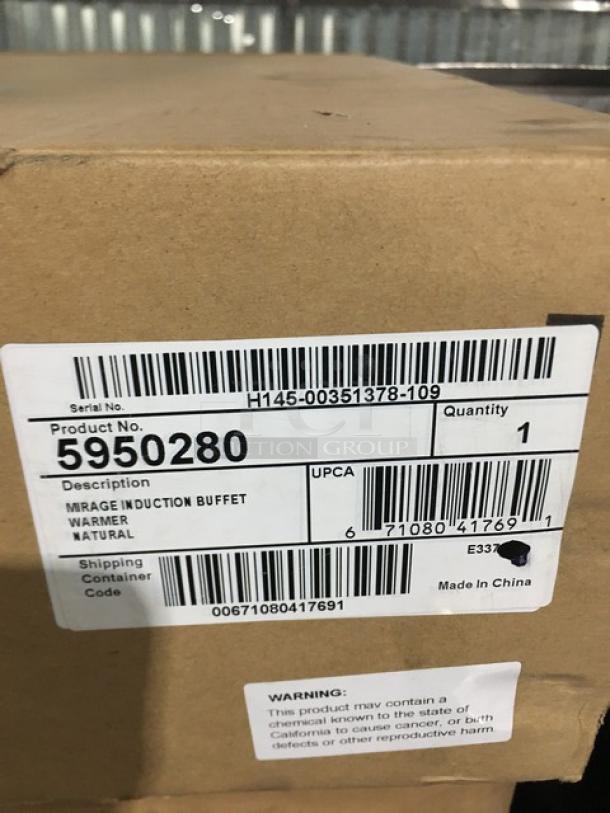 Serial No.
H145-00351378-109
Product No.
5950280
Quantity
1
Description
MIRAGE INDUCTION BUFFET
WARMER
NATURAL
UPCA
6 71080 41769 1
E337
Shipping
Container
Code
00671080417691
Made In China
WARNING:
This product may contain a
chemical known to the state of
California to cause cancer, or birth
defects or other reproductive harm
GROUP